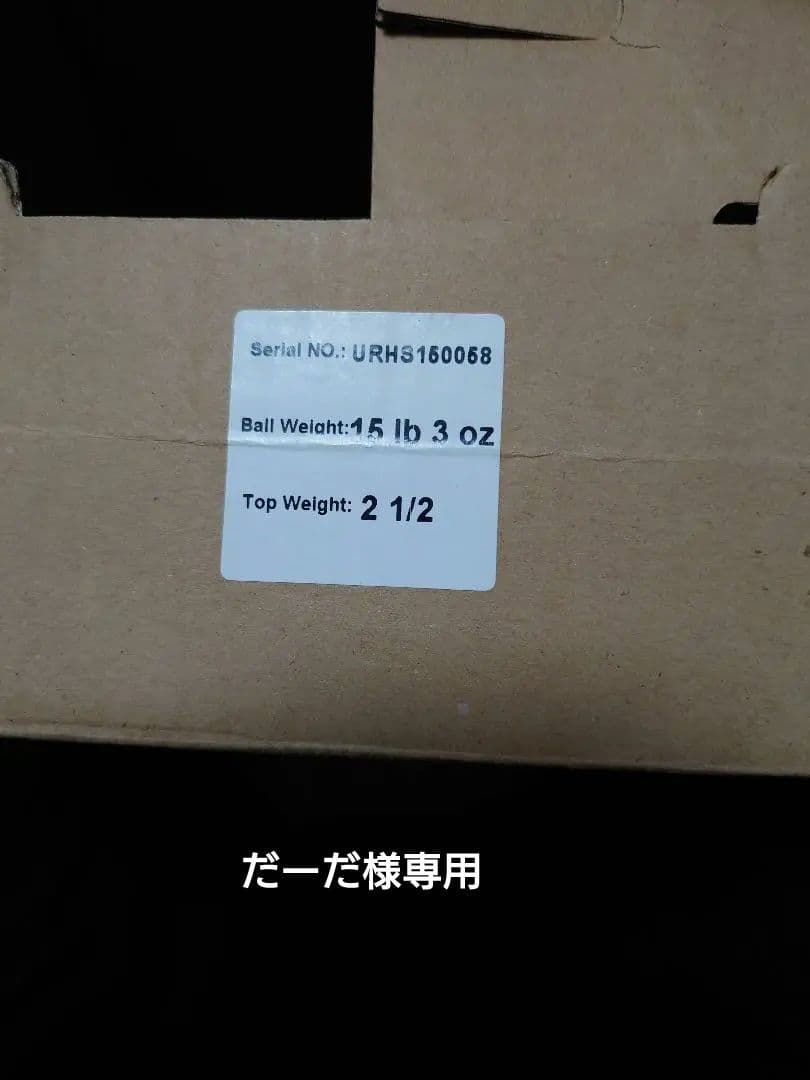 Serial NO.: URHS150058
Ball Weight: 15 lb 3 oz
Top Weight: 2 1/2
だーだ様専用